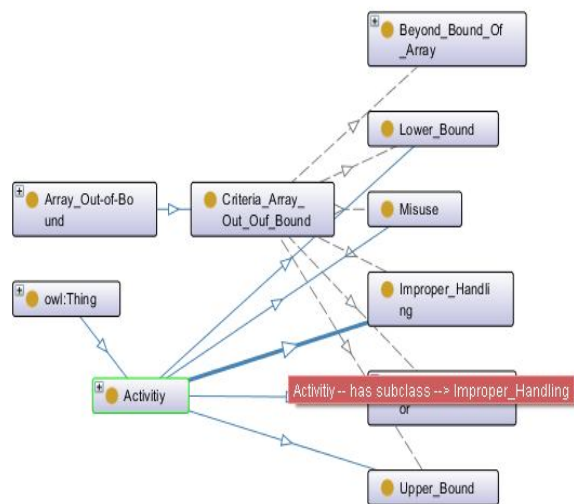 Beyond_Bound_Of
_Array
Lower_Bound
Array_Out-of-Bo
und
Criteria_Array_
Out_Ouf_Bound
Misuse
owl:Thing
Improper_Handli
ng
Activitiy
Activitiy -- has subclass --> Improper_Handling
or
Upper_Bound